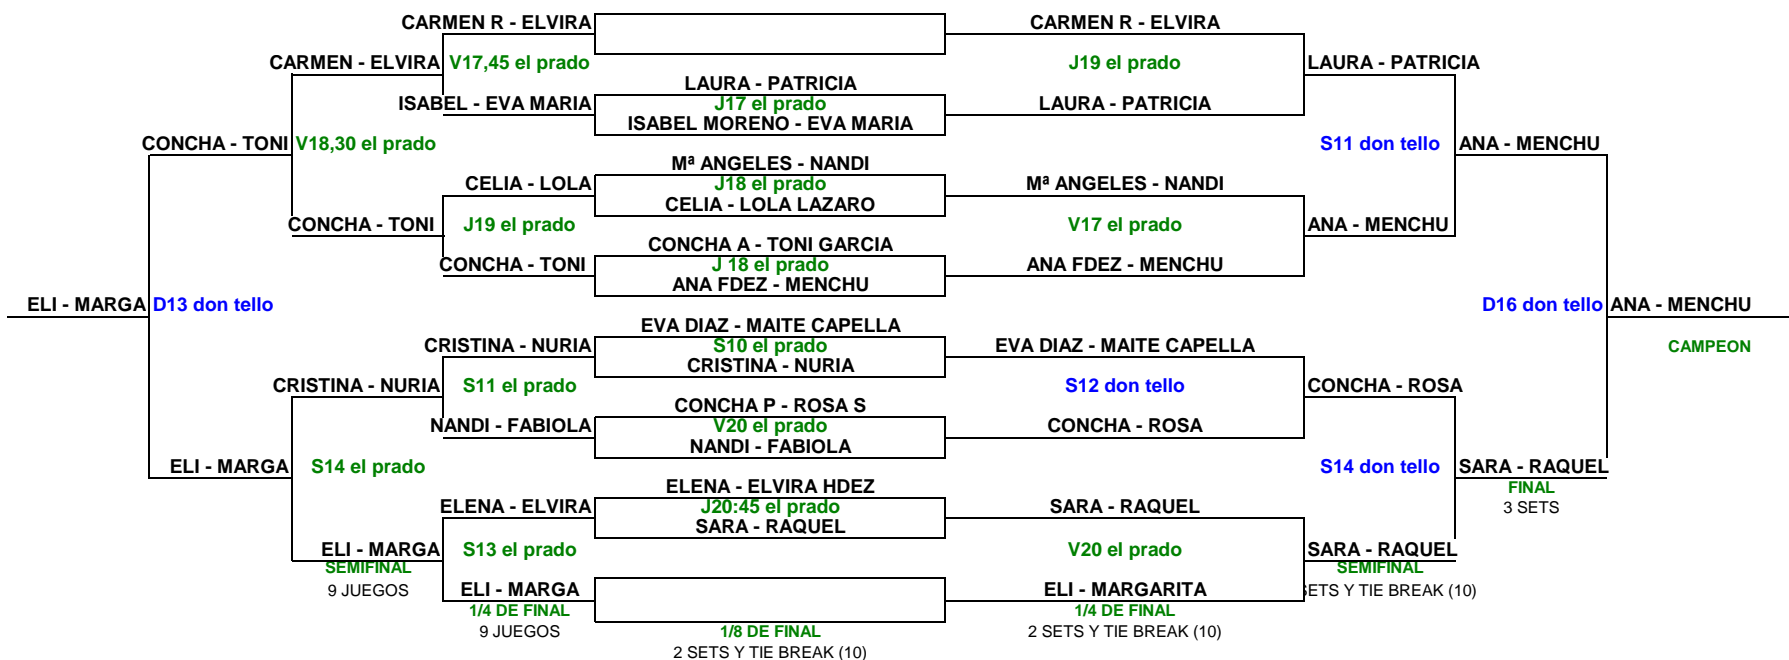 CARMEN R - ELVIRA
CARMEN R - ELVIRA
CARMEN - ELVIRA
V17,45 el prado
J19 el prado
LAURA - PATRICIA
LAURA - PATRICIA
ISABEL - EVA MARIA
J17 el prado
LAURA - PATRICIA
ISABEL MORENO - EVA MARIA
CONCHA - TONI
V18,30 el prado
S11 don tello
ANA - MENCHU
Mª ANGELES - NANDI
CELIA - LOLA
J18 el prado
Mª ANGELES - NANDI
CELIA - LOLA LAZARO
CONCHA - TONI
J19 el prado
V17 el prado
ANA - MENCHU
CONCHA A - TONI GARCIA
CONCHA - TONI
J 18 el prado
ANA FDEZ - MENCHU
ANA FDEZ - MENCHU
ELI - MARGA
D13 don tello
D16 don tello
ANA - MENCHU
EVA DIAZ - MAITE CAPELLA
CRISTINA - NURIA
S10 el prado
EVA DIAZ - MAITE CAPELLA
CAMPEON
CRISTINA - NURIA
CRISTINA - NURIA
S11 el prado
S12 don tello
CONCHA - ROSA
CONCHA P - ROSA S
NANDI - FABIOLA
V20 el prado
CONCHA - ROSA
NANDI - FABIOLA
ELI - MARGA
S14 el prado
S14 don tello
SARA - RAQUEL
ELENA - ELVIRA HDEZ
FINAL
ELENA - ELVIRA
J20:45 el prado
SARA - RAQUEL
3 SETS
SARA - RAQUEL
ELI - MARGA
S13 el prado
V20 el prado
SARA - RAQUEL
SEMIFINAL
SEMIFINAL
9 JUEGOS
ELI - MARGA
ELI - MARGARITA
SETS Y TIE BREAK (10)
1/4 DE FINAL
1/4 DE FINAL
9 JUEGOS
1/8 DE FINAL
2 SETS Y TIE BREAK (10)
2 SETS Y TIE BREAK (10)